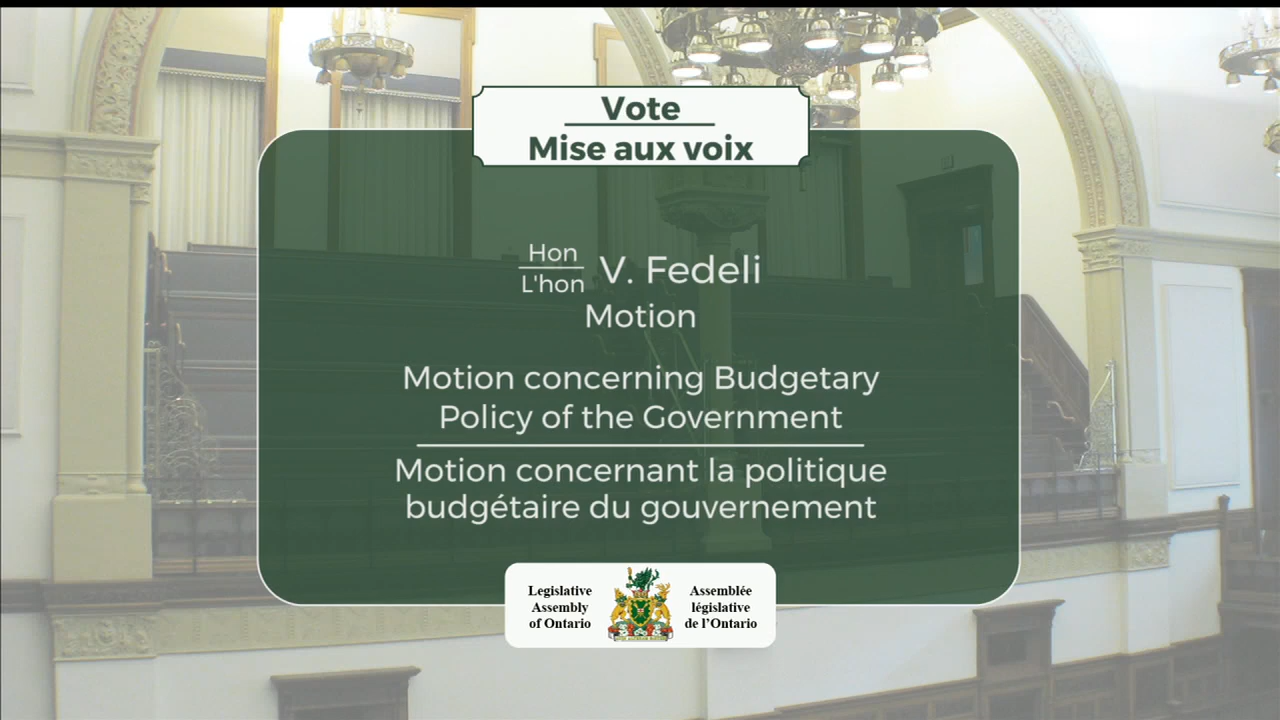 Vote
Mise aux voix
Hon
L'hon
V. Fedeli
Motion
Motion concerning Budgetary
Policy of the Government
Motion concernant la politique
budgétaire du gouvernement
Legislative
Assembly
of Ontario
Assemblée
législative
de l'Ontario